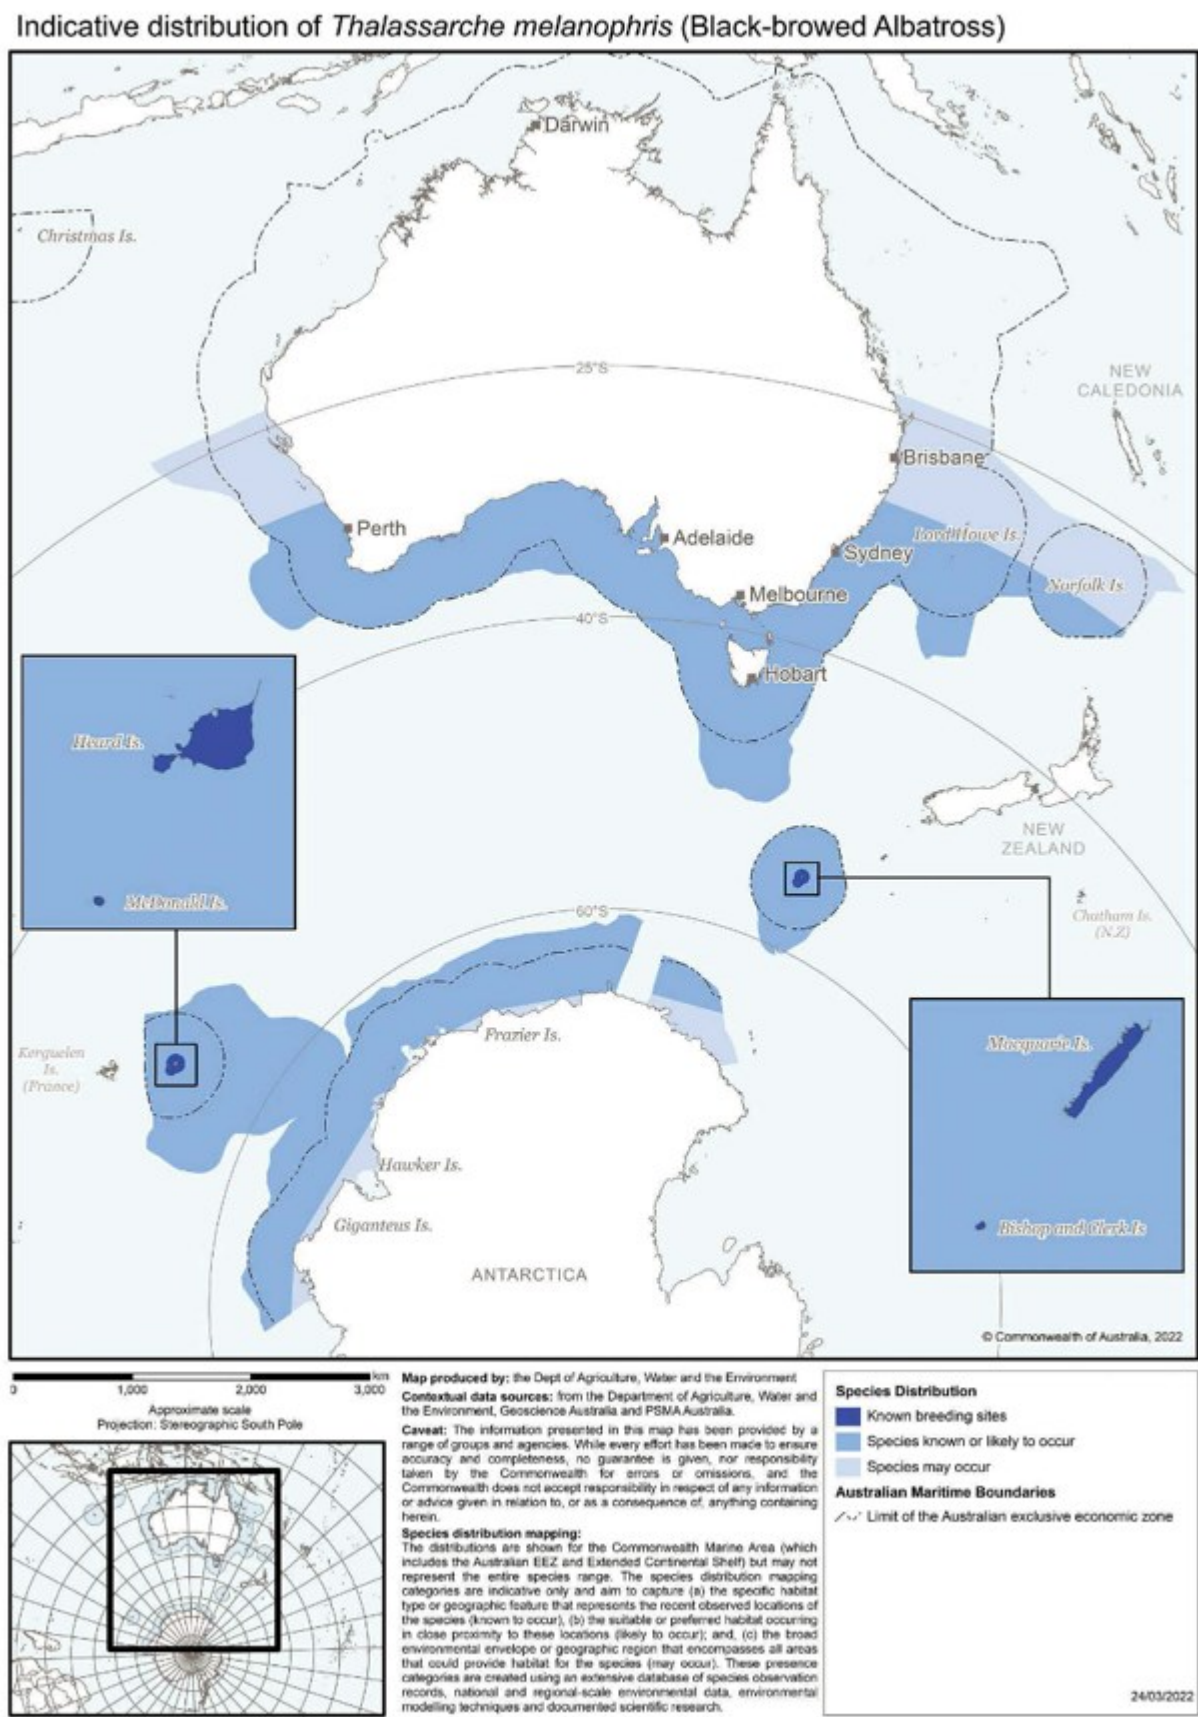 Indicative distribution of Thalassarche melanophris (Black-browed Albatross)
Darwin
Christmas Is.
25°S
NEW
CALEDONIA
Brisbane
Perth
Adelaide
Lord Howe Is.
Sydney
Norfolk Is.
Melbourne
40°S
Hobart
Heard Is.
McDonald Is.
NEW
ZEALAND
60°S
Chatham Is.
(N.Z)
Frazier Is.
Macquarie Is.
Kerguelen
Is.
(France)
Hawker Is.
Giganteus Is.
Bishop and Clerk Is
ANTARCTICA
© Commonwealth of Australia, 2022
km
0 1,000 2,000 3,000
Approximate scale
Projection: Stereographic South Pole
Map produced by: the Dept of Agriculture, Water and the Environment
Contextual data sources: from the Department of Agriculture, Water and
the Environment, Geoscience Australia and PSMA Australia.
Caveat: The information presented in this map has been provided by a
range of groups and agencies. While every effort has been made to ensure
accuracy and completeness, no guarantee is given, nor responsibility
taken by the Commonwealth for errors or omissions, and the
Commonwealth does not accept responsibility in respect of any information
or advice given in relation to, or as a consequence of, anything containing
herein.
Species distribution mapping:
The distributions are shown for the Commonwealth Marine Area (which
includes the Australian EEZ and Extended Continental Shelf) but may not
represent the entire species range. The species distribution mapping
categories are indicative only and aim to capture (a) the specific habitat
type or geographic feature that represents the recent observed locations of
the species (known to occur), (b) the suitable or preferred habitat occurring
in close proximity to these locations (likely to occur); and, (c) the broad
environmental envelope or geographic region that encompasses all areas
that could provide habitat for the species (may occur). These presence
categories are created using an extensive database of species observation
records, national and regional-scale environmental data, environmental
modelling techniques and documented scientific research.
Species Distribution
Known breeding sites
Species known or likely to occur
Species may occur
Australian Maritime Boundaries
Limit of the Australian exclusive economic zone
24/03/2022